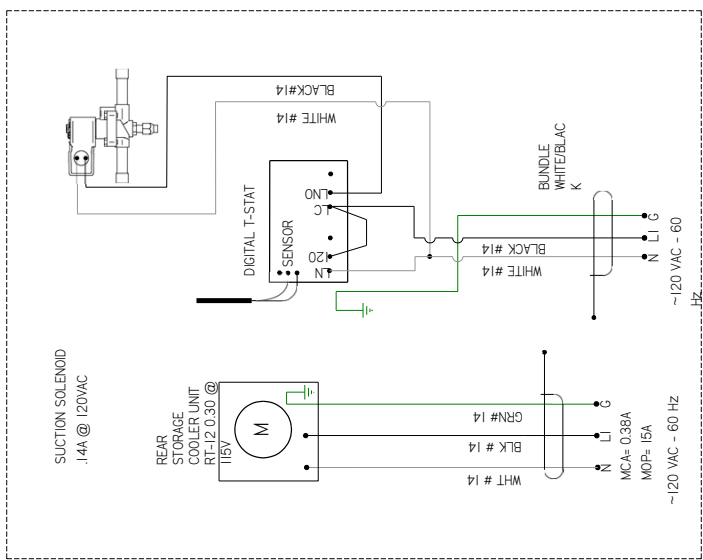 BLACK#14
WHITE #14
DIGITAL T-STAT
SENSOR
LNO
LC
120
LN
BUNDLE
WHITE/BLAC
K
BLACK #14
WHITE #14
G
L1
N
~120 VAC - 60
Hz
SUCTION SOLENOID
.14A @ 120VAC
REAR
STORAGE
COOLER UNIT
RT-12 0.30 @
115V
M
GRN# 14
BLK # 14
WHT # 14
G
L1
N
MCA= 0.38A
MOP= 15A
~120 VAC - 60 Hz